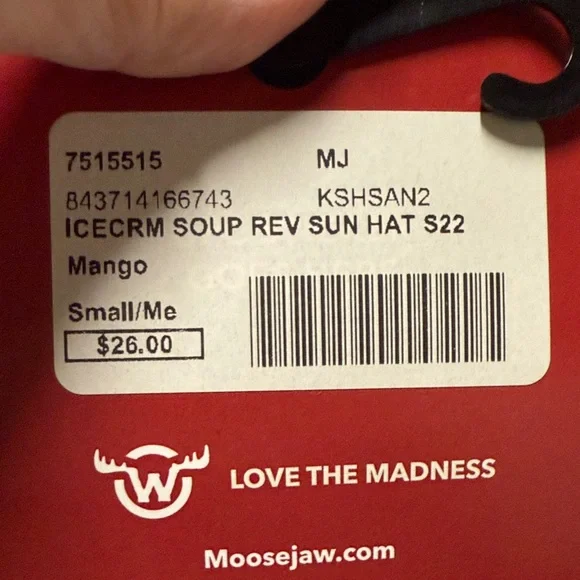 7515515 MJ
843714166743 KSHSAN2
ICECRM SOUP REV SUN HAT S22
Mango
Small/Me
$26.00
W
LOVE THE MADNESS
Moosejaw.com